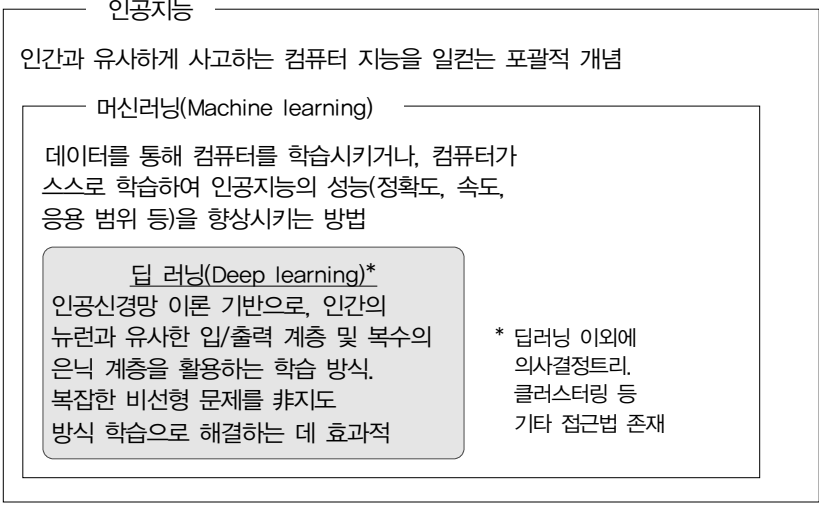 인공지능
인간과 유사하게 사고하는 컴퓨터 지능을 일컫는 포괄적 개념
머신러닝(Machine learning)
데이터를 통해 컴퓨터를 학습시키거나, 컴퓨터가
스스로 학습하여 인공지능의 성능(정확도, 속도,
응용 범위 등)을 향상시키는 방법
딥 러닝(Deep learning)*
인공신경망 이론 기반으로, 인간의
뉴런과 유사한 입/출력 계층 및 복수의
은닉 계층을 활용하는 학습 방식.
복잡한 비선형 문제를 非지도
방식 학습으로 해결하는 데 효과적
* 딥러닝 이외에
의사결정트리.
클러스터링 등
기타 접근법 존재